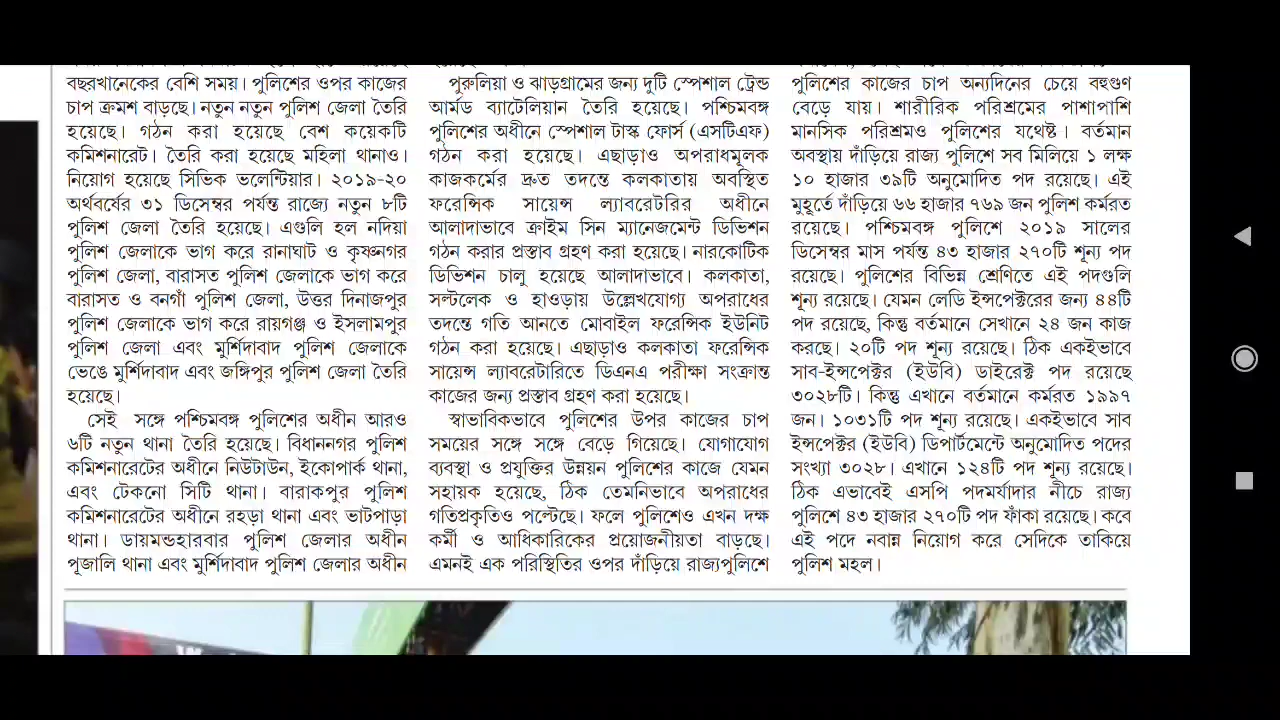 বছরখানেকের বেশি সময়। পুলিশের ওপর কাজের
চাপ ক্রমশ বাড়ছে। নতুন নতুন পুলিশ জেলা তৈরি
হয়েছে। গঠন করা হয়েছে বেশ কয়েকটি
কমিশনারেট। তৈরি করা হয়েছে মহিলা থানাও।
নিয়োগ হয়েছে সিভিক ভলেন্টিয়ার। ২০১৯-২০
অর্থবর্ষের ৩১ ডিসেম্বর পর্যন্ত রাজ্যে নতুন ৮টি
পুলিশ জেলা তৈরি হয়েছে। এগুলি হল নদিয়া
পুলিশ জেলাকে ভাগ করে রানাঘাট ও কৃষ্ণনগর
পুলিশ জেলা, বারাসত পুলিশ জেলাকে ভাগ করে
বারাসত ও বনগাঁ পুলিশ জেলা, উত্তর দিনাজপুর
পুলিশ জেলাকে ভাগ করে রায়গঞ্জ ও ইসলামপুর
পুলিশ জেলা এবং মুর্শিদাবাদ পুলিশ জেলাকে
ভেঙে মুর্শিদাবাদ এবং জঙ্গিপুর পুলিশ জেলা তৈরি
হয়েছে।
সেই সঙ্গে পশ্চিমবঙ্গ পুলিশের অধীন আরও
৬টি নতুন থানা তৈরি হয়েছে। বিধাননগর পুলিশ
কমিশনারেটের অধীনে নিউটাউন, ইকোপার্ক থানা,
এবং টেকনো সিটি থানা। বারাকপুর পুলিশ
কমিশনারেটের অধীনে রহড়া থানা এবং ভাটপাড়া
থানা। ডায়মন্ডহারবার পুলিশ জেলার অধীন
পূজালি থানা এবং মুর্শিদাবাদ পুলিশ জেলার অধীন
পুরুলিয়া ও ঝাড়গ্রামের জন্য দুটি স্পেশাল ট্রেন্ড
আর্মড ব্যাটেলিয়ান তৈরি হয়েছে। পশ্চিমবঙ্গ
পুলিশের অধীনে স্পেশাল টাস্ক ফোর্স (এসটিএফ)
গঠন করা হয়েছে। এছাড়াও অপরাধমূলক
কাজকর্মের দ্রুত তদন্তে কলকাতায় অবস্থিত
ফরেন্সিক সায়েন্স ল্যাবরেটরির অধীনে
আলাদাভাবে ক্রাইম সিন ম্যানেজমেন্ট ডিভিশন
গঠন করার প্রস্তাব গ্রহণ করা হয়েছে। নারকোটিক
ডিভিশন চালু হয়েছে আলাদাভাবে। কলকাতা,
সল্টলেক ও হাওড়ায় উল্লেখযোগ্য অপরাধের
তদন্তে গতি আনতে মোবাইল ফরেন্সিক ইউনিট
গঠন করা হয়েছে। এছাড়াও কলকাতা ফরেন্সিক
সায়েন্স ল্যাবরেটারিতে ডিএনএ পরীক্ষা সংক্রান্ত
কাজের জন্য প্রস্তাব গ্রহণ করা হয়েছে।
স্বাভাবিকভাবে পুলিশের উপর কাজের চাপ
সময়ের সঙ্গে সঙ্গে বেড়ে গিয়েছে। যোগাযোগ
ব্যবস্থা ও প্রযুক্তির উন্নয়ন পুলিশের কাজে যেমন
সহায়ক হয়েছে, ঠিক তেমনিভাবে অপরাধের
গতিপ্রকৃতিও পল্টেছে। ফলে পুলিশেও এখন দক্ষ
কর্মী ও আধিকারিকের প্রয়োজনীয়তা বাড়ছে।
এমনই এক পরিস্থিতির ওপর দাঁড়িয়ে রাজ্যপুলিশে
পুলিশের কাজের চাপ অন্যদিনের চেয়ে বহুগুণ
বেড়ে যায়। শারীরিক পরিশ্রমের পাশাপাশি
মানসিক পরিশ্রমও পুলিশের যথেষ্ট। বর্তমান
অবস্থায় দাঁড়িয়ে রাজ্য পুলিশে সব মিলিয়ে ১ লক্ষ
১০ হাজার ৩৯টি অনুমোদিত পদ রয়েছে। এই
মুহূর্তে দাঁড়িয়ে ৬৬ হাজার ৭৬৯ জন পুলিশ কর্মরত
রয়েছে। পশ্চিমবঙ্গ পুলিশে ২০১৯ সালের
ডিসেম্বর মাস পর্যন্ত ৪৩ হাজার ২৭০টি শূন্য পদ
রয়েছে। পুলিশের বিভিন্ন শ্রেণিতে এই পদগুলি
শূন্য রয়েছে। যেমন লেডি ইন্সপেক্টরের জন্য ৪৪টি
পদ রয়েছে, কিন্তু বর্তমানে সেখানে ২৪ জন কাজ
করছে। ২০টি পদ শূন্য রয়েছে। ঠিক একইভাবে
সাব-ইন্সপেক্টর (ইউবি) ডাইরেক্ট পদ রয়েছে
৩০২৮টি। কিন্তু এখানে বর্তমানে কর্মরত ১৯৯৭
জন। ১০৩১টি পদ শূন্য রয়েছে। একইভাবে সাব
ইন্সপেক্টর (ইউবি) ডিপার্টমেন্টে অনুমোদিত পদের
সংখ্যা ৩০২৮। এখানে ১২৪টি পদ শূন্য রয়েছে।
ঠিক এভাবেই এসপি পদমর্যাদার নীচে রাজ্য
পুলিশে ৪৩ হাজার ২৭০টি পদ ফাঁকা রয়েছে। কবে
এই পদে নবান্ন নিয়োগ করে সেদিকে তাকিয়ে
পুলিশ মহল।